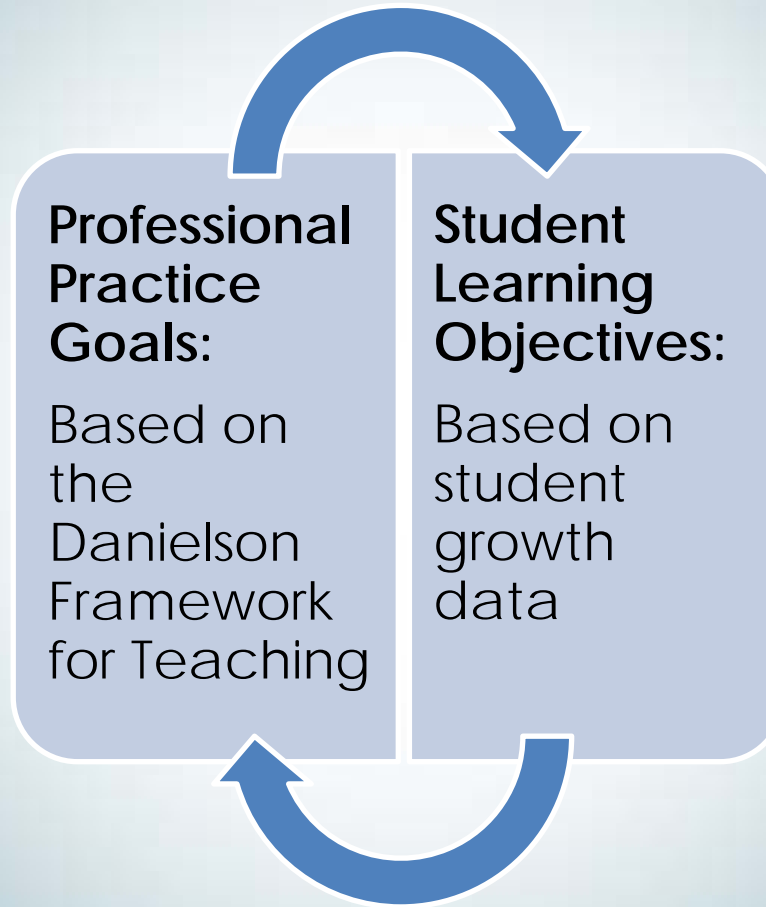 Professional
Practice
Goals:
Based on
the
Danielson
Framework
for Teaching
Student
Learning
Objectives:
Based on
student
growth
data